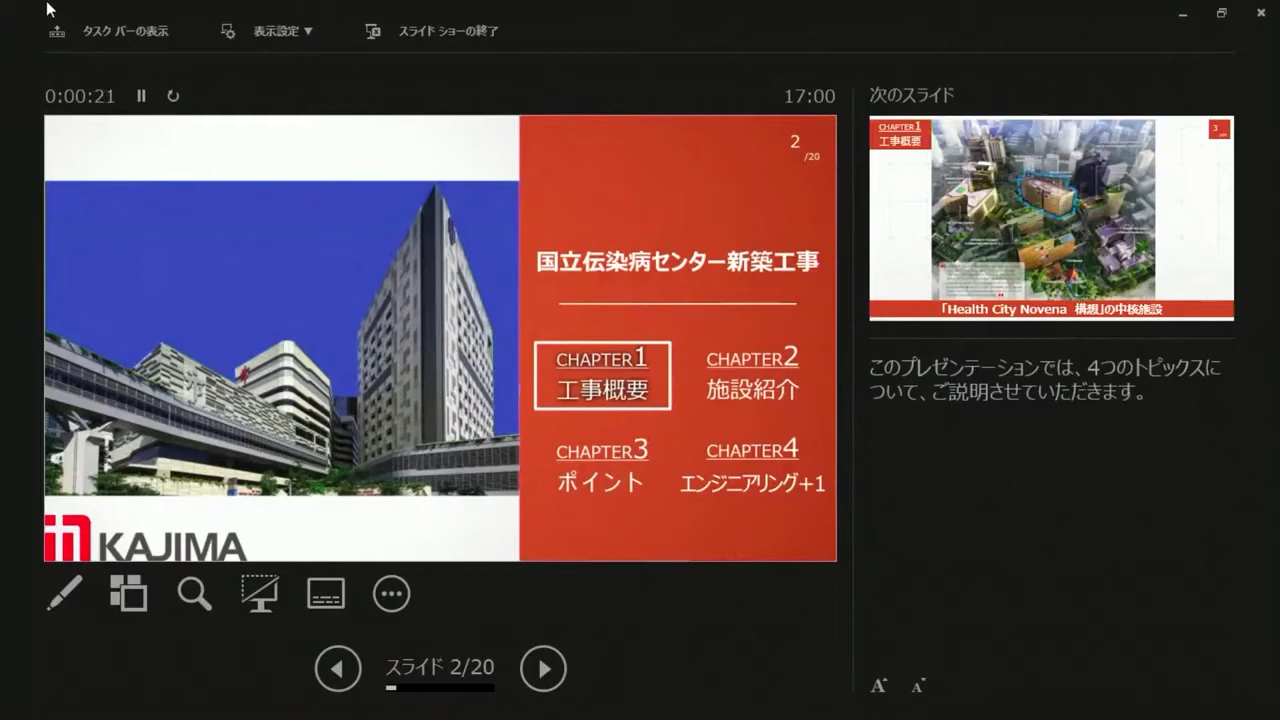 タスク バーの表示
表示設定 ▼
スライド ショーの終了
0:00:21
17:00
次のスライド
2
/20
国立伝染病センター新築工事
CHAPTER1
工事概要
CHAPTER2
施設紹介
CHAPTER3
ポイント
CHAPTER4
エンジニアリング+1
KAJIMA
CHAPTER1
工事概要
3
「Health City Novena 構想」の中核施設
このプレゼンテーションでは、4つのトピックスに
ついて、ご説明させていただきます。
スライド 2/20
A
A